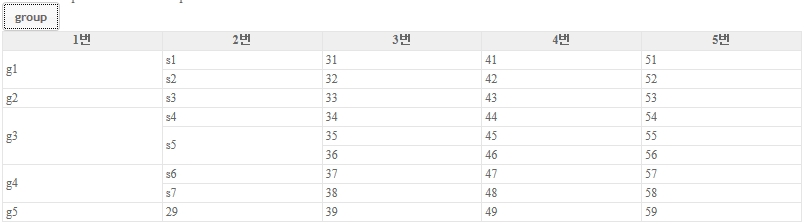 group
1번 2번 3번 4번 5번
g1 s1 31 41 51
s2 32 42 52
g2 s3 33 43 53
g3 s4 34 44 54
s5 35 45 55
36 46 56
g4 s6 37 47 57
s7 38 48 58
g5 29 39 49 59